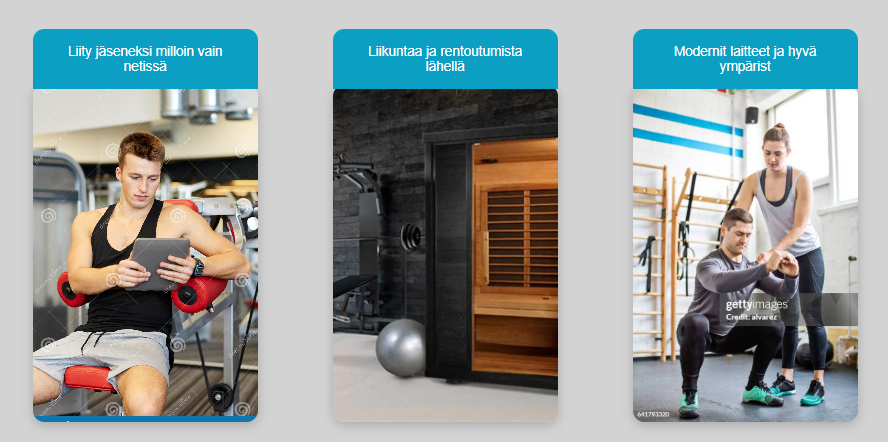 Liity jäseneksi milloin vain
netissä
Liikuntaa ja rentoutumista
lähellä
Modernit laitteet ja hyvä
ympärist
gettyimages
Credit: alvarez
641793320